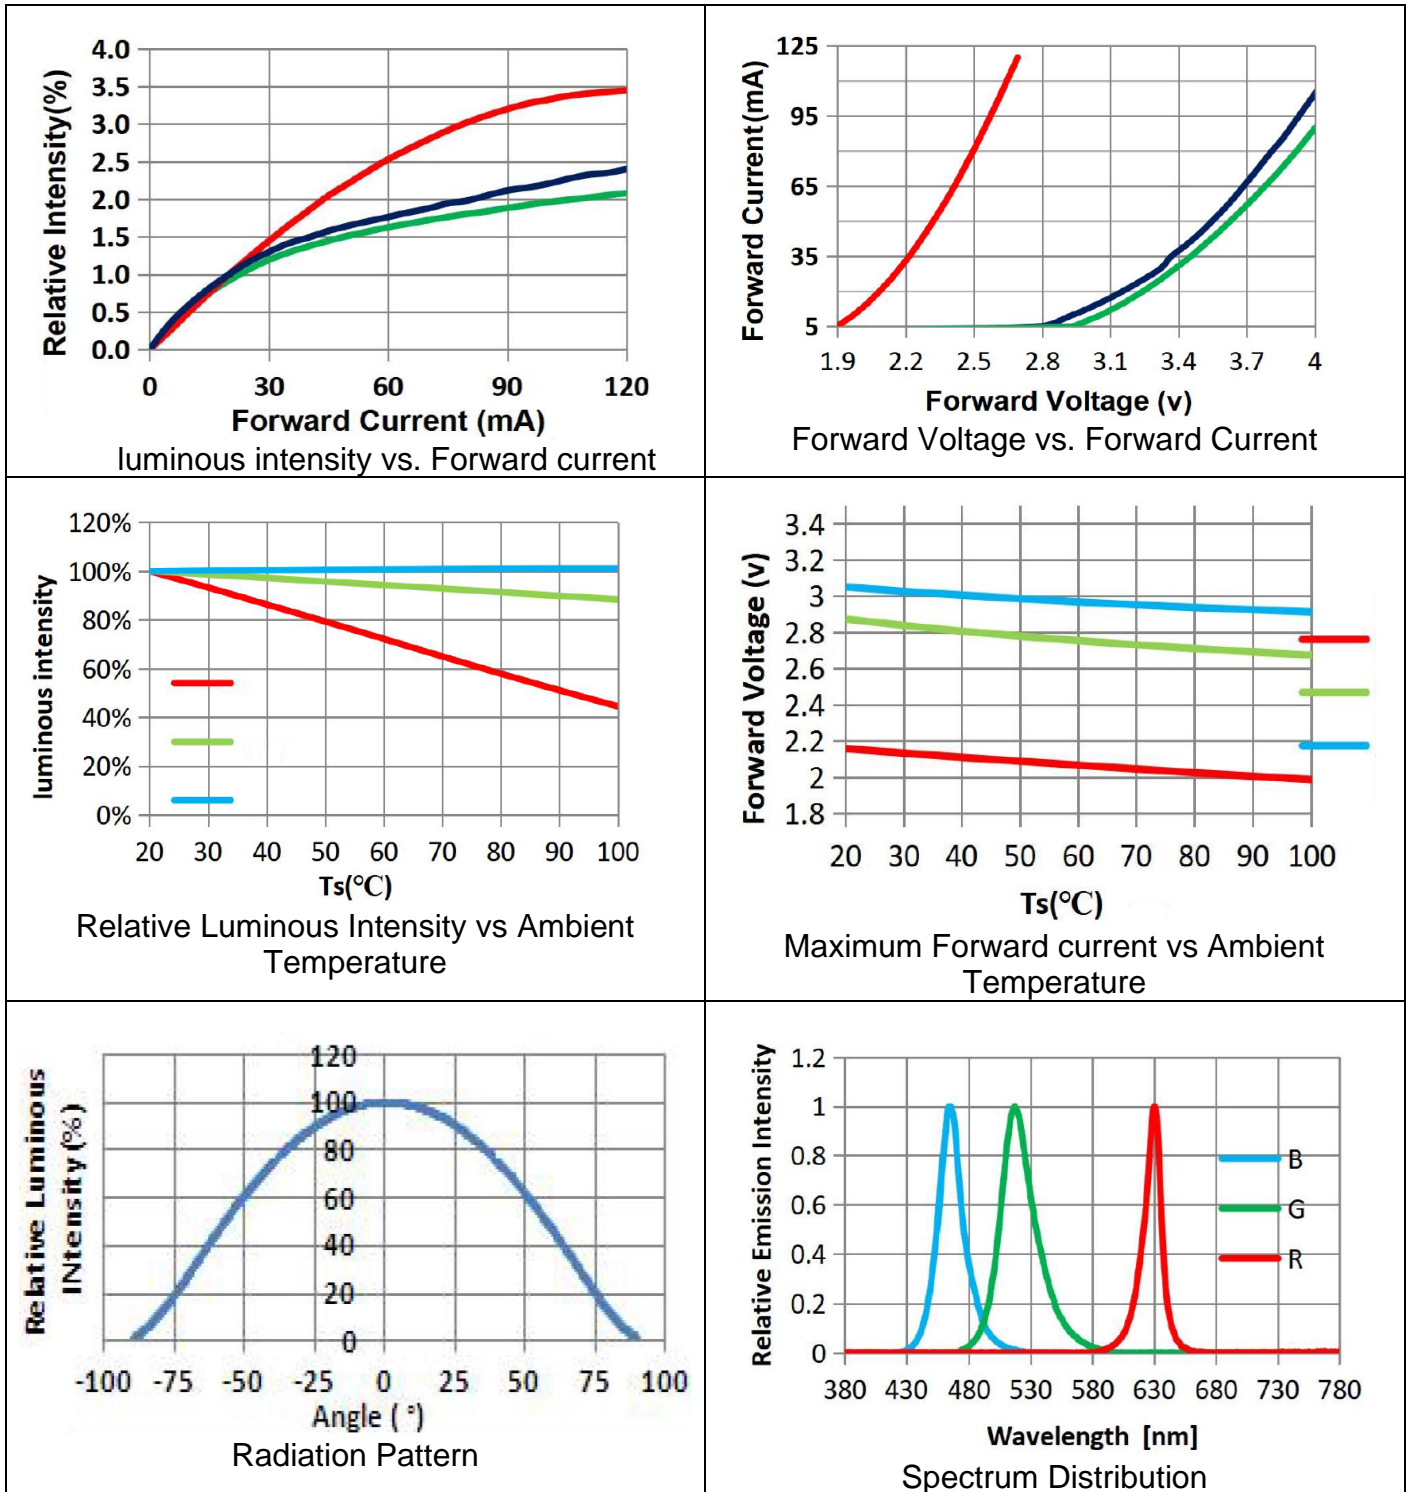 4.0
3.5
3.0
2.5
2.0
1.5
1.0
0.5
0.0
Relative Intensity(%)
0 30 60 90 120
Forward Current (mA)
luminous intensity vs. Forward current
125
95
65
35
5
Forward Current(mA)
1.9 2.2 2.5 2.8 3.1 3.4 3.7 4
Forward Voltage (v)
Forward Voltage vs. Forward Current
120%
100%
80%
60%
40%
20%
0%
luminous intensity
20 30 40 50 60 70 80 90 100
Ts(°C)
Relative Luminous Intensity vs Ambient
Temperature
3.4
3.2
3
2.8
2.6
2.4
2.2
2
1.8
Forward Voltage (v)
20 30 40 50 60 70 80 90 100
Ts(°C)
Maximum Forward current vs Ambient
Temperature
120
100
80
60
40
20
0
Relative Luminous
INtensity (%)
-100 -75 -50 -25 0 25 50 75 100
Angle ( °)
Radiation Pattern
1.2
1
0.8
0.6
0.4
0.2
0
Relative Emission Intensity
B
G
R
380 430 480 530 580 630 680 730 780
Wavelength [nm]
Spectrum Distribution